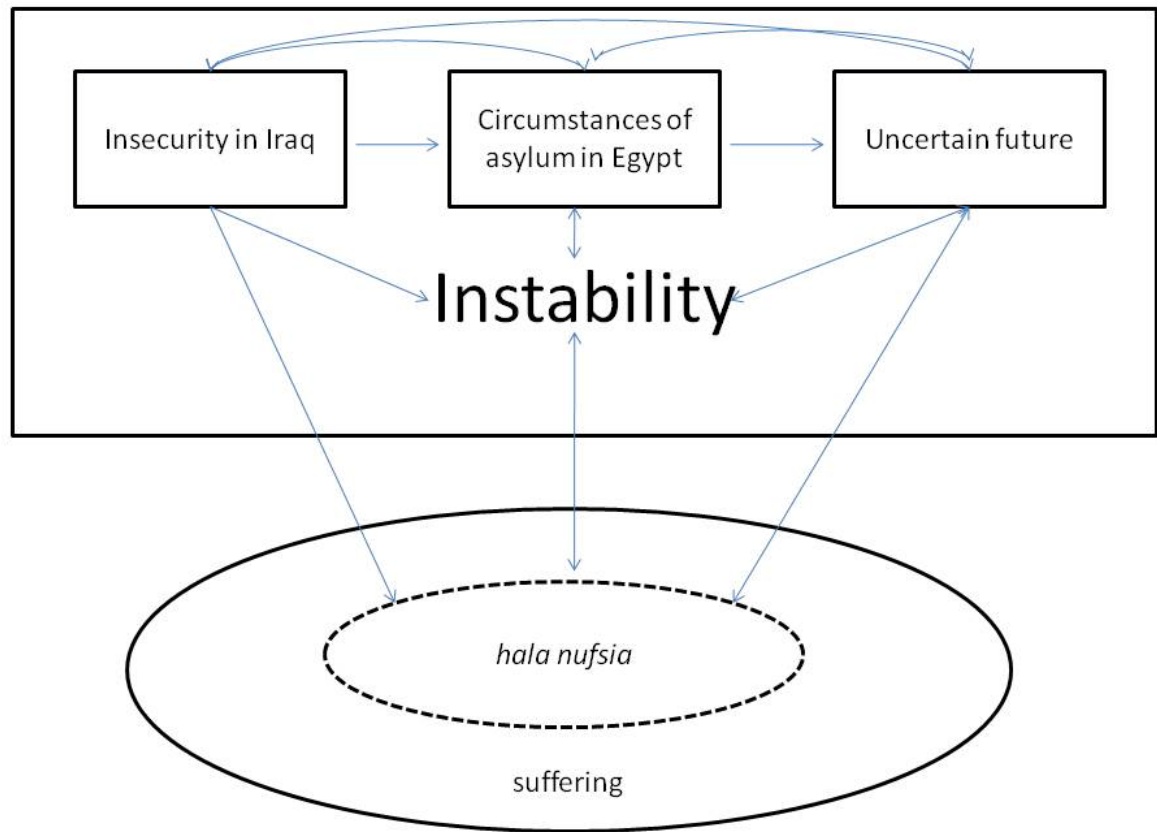 Insecurity in Iraq
Circumstances of
asylum in Egypt
Uncertain future
Instability
hala nufsia
suffering